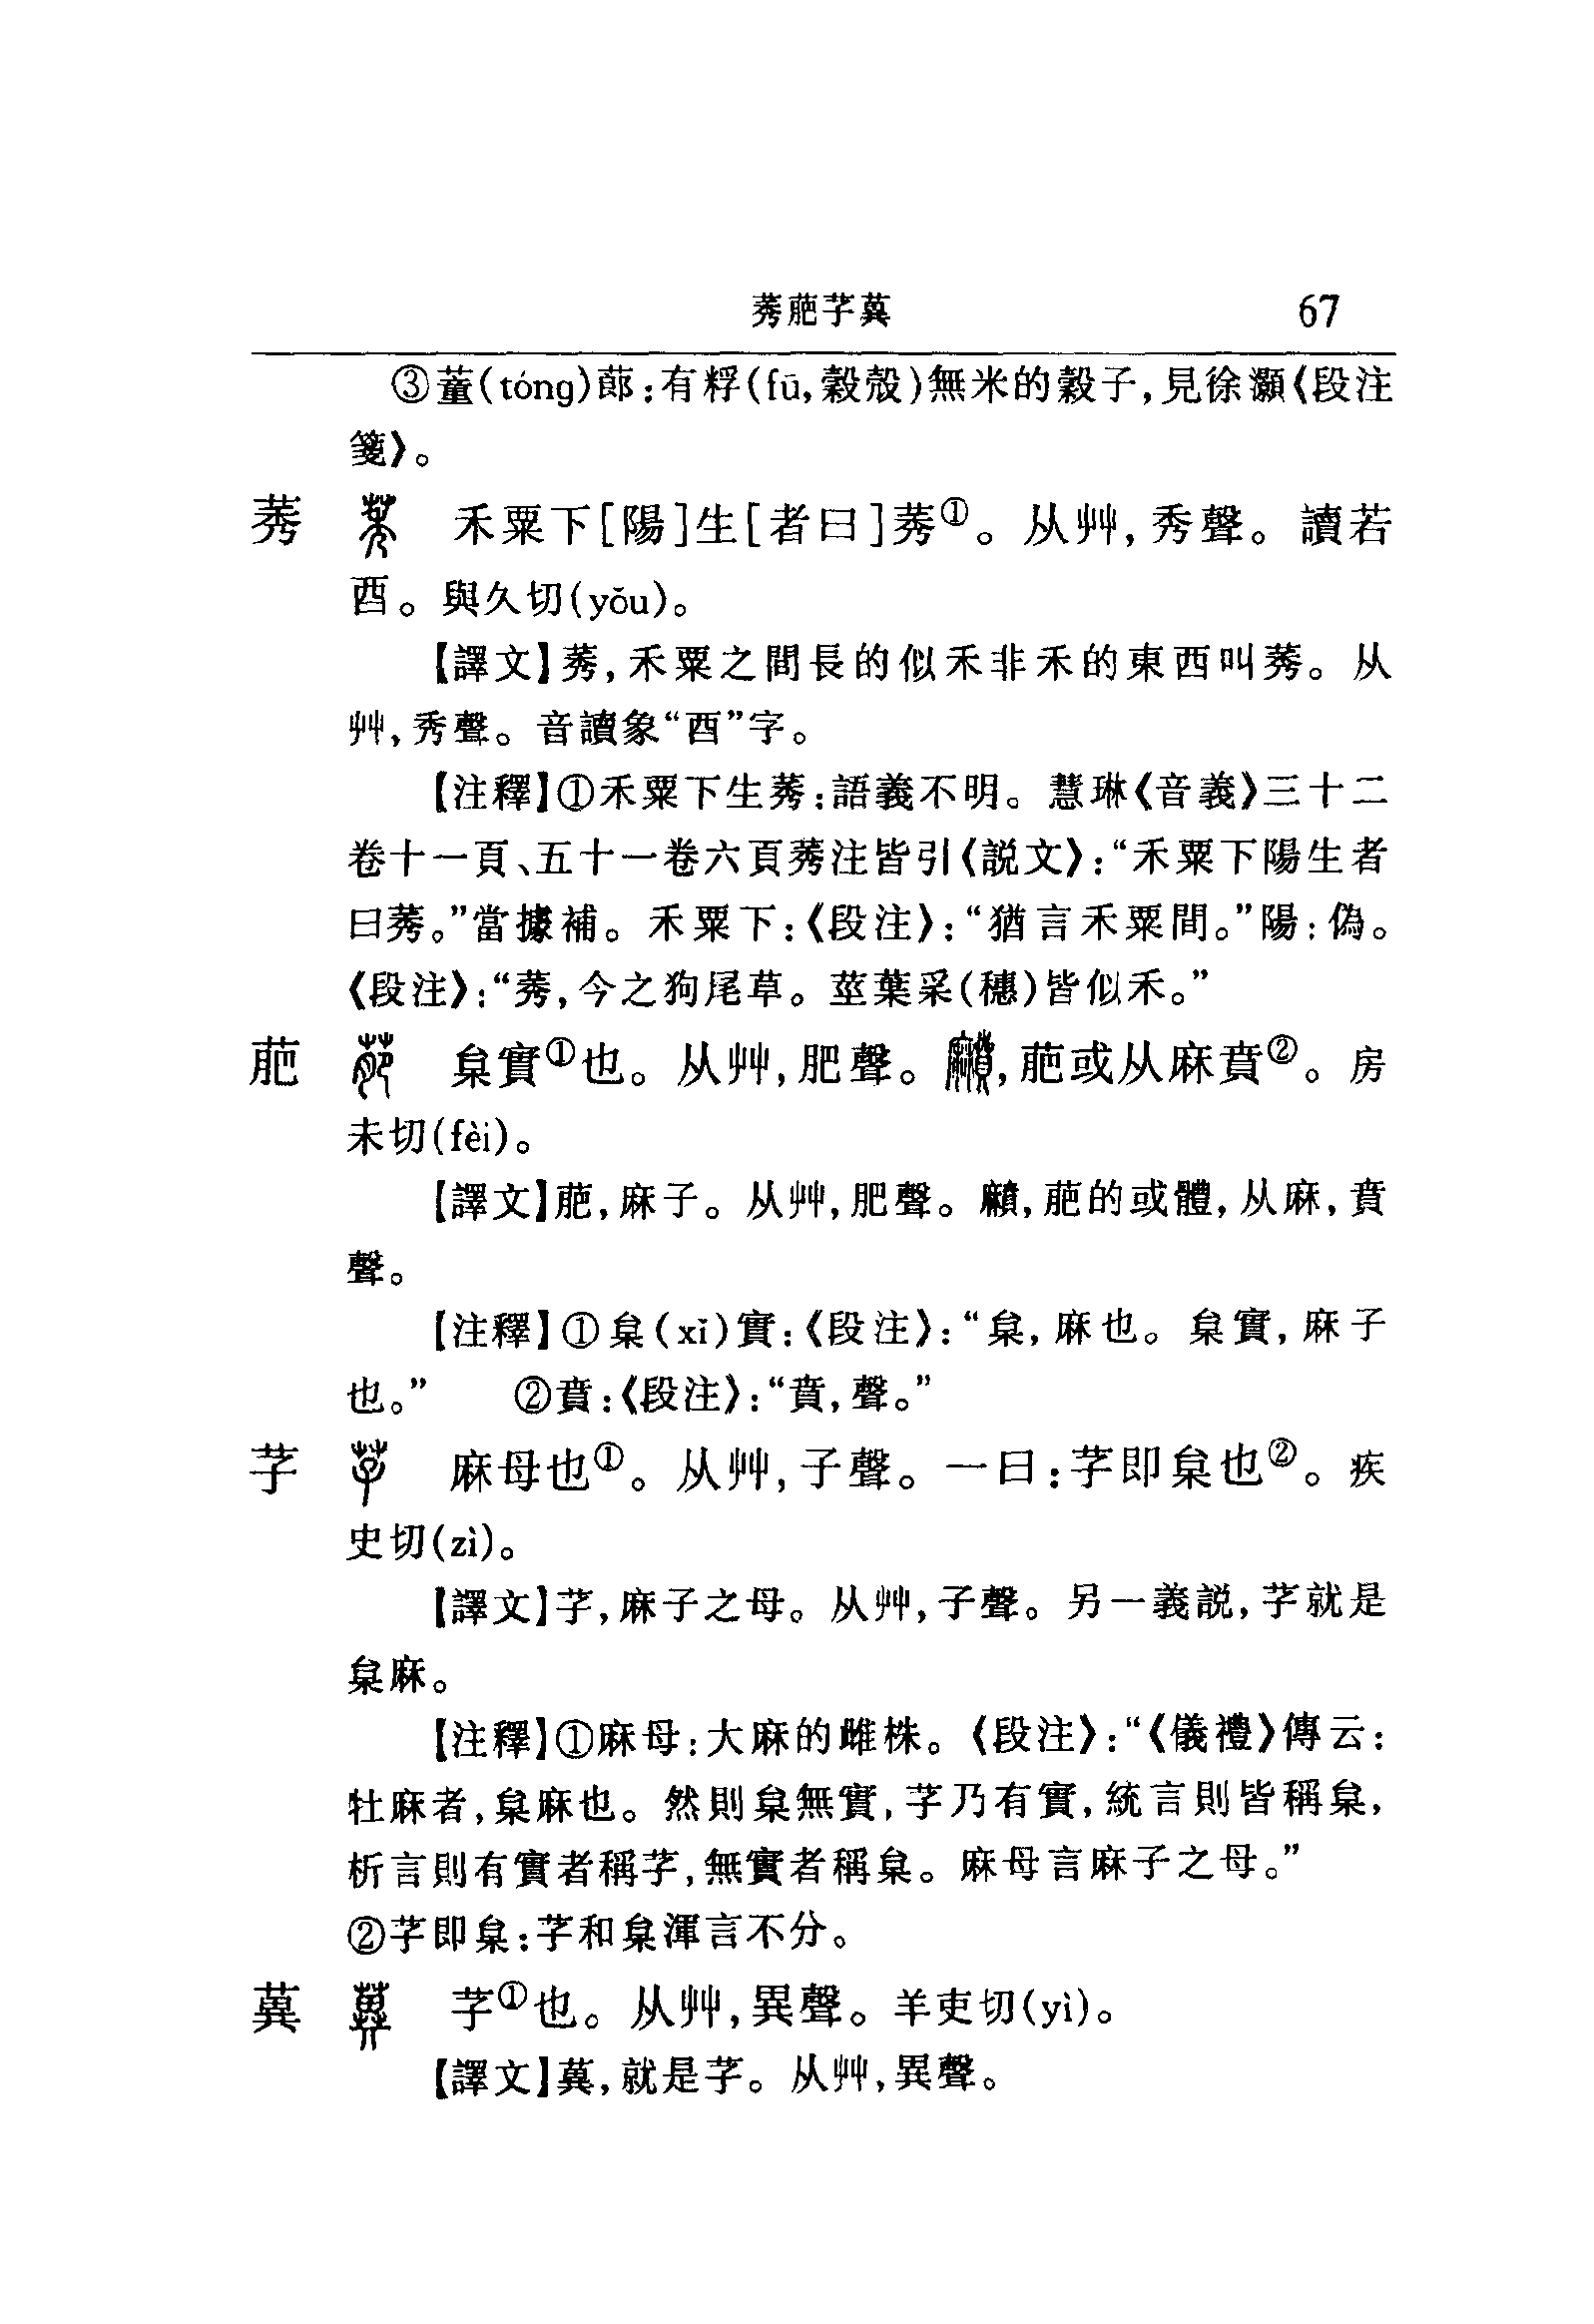 莠萉芓䔬 67
③蕫(tóng)蓈:有稃(fū,穀殼)無米的穀子,見徐灝《段注
箋》。
莠 禾粟下[陽]生[者曰]莠①。从艸,秀聲。讀若
酉。與久切(yǒu)。
【譯文】莠,禾粟之間長的似禾非禾的東西叫莠。从
艸,秀聲。音讀象“酉”字。
【注釋】①禾粟下生莠:語義不明。慧琳《音義》三十二
卷十一頁、五十一卷六頁莠注皆引《説文》:“禾粟下陽生者
曰莠。”當據補。禾粟下:《段注》:“猶言禾粟間。”陽:偽。
《段注》:“莠,今之狗尾草。莖葉采(穗)皆似禾。”
萉 枲實①也。从艸,肥聲。𪎰,萉或从麻賁②。房
未切(fèi)。
【譯文】萉,麻子。从艸,肥聲。𪎰,萉的或體,从麻,賁
聲。
【注釋】①枲(xǐ)實:《段注》:“枲,麻也。枲實,麻子
也。” ②賁:《段注》:“賁,聲。”
芓 麻母也①。从艸,子聲。一曰:芓即枲也②。疾
史切(zì)。
【譯文】芓,麻子之母。从艸,子聲。另一義説,芓就是
枲麻。
【注釋】①麻母:大麻的雌株。《段注》:“《儀禮》傳云:
牡麻者,枲麻也。然則枲無實,芓乃有實,統言則皆稱枲,
析言則有實者稱芓,無實者稱枲。麻母言麻子之母。”
②芓即枲:芓和枲渾言不分。
䔬 芓①也。从艸,異聲。羊吏切(yì)。
【譯文】䔬,就是芓。从艸,異聲。